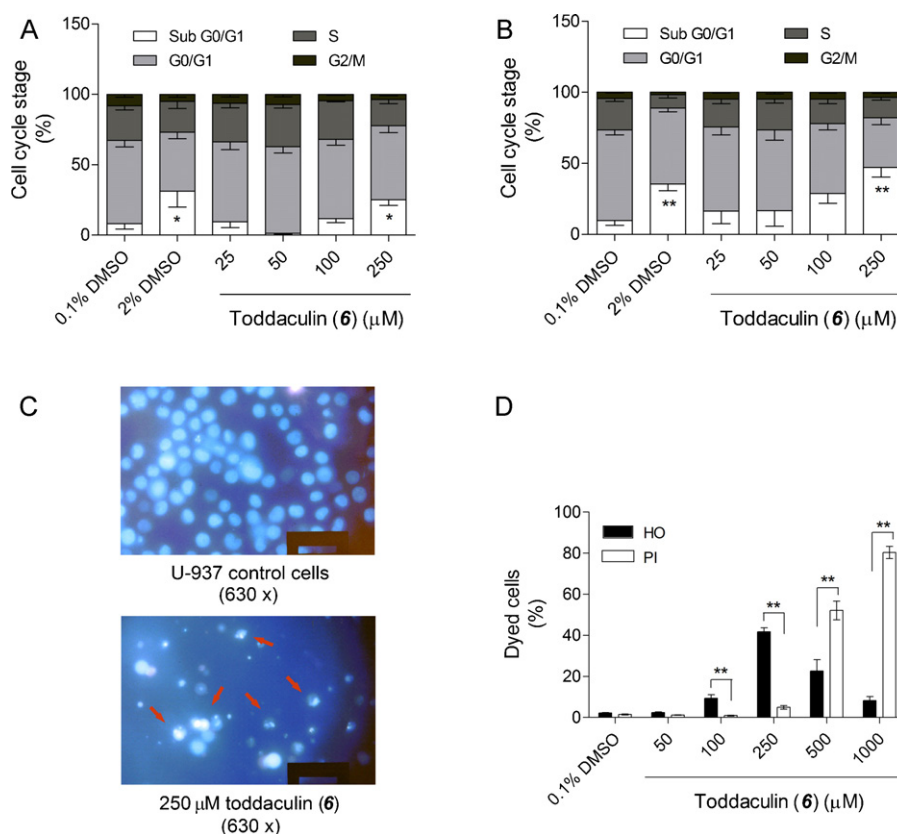 A
Sub G0/G1
S
G0/G1
G2/M
150
100
50
0
Cell cycle stage
(%)
*
*
0.1% DMSO
2% DMSO
25
50
100
250
Toddaculin (6) (µM)
B
Sub G0/G1
S
G0/G1
G2/M
150
100
50
0
Cell cycle stage
(%)
**
**
0.1% DMSO
2% DMSO
25
50
100
250
Toddaculin (6) (µM)
C
U-937 control cells
(630 x)
250 µM toddaculin (6)
(630 x)
D
HO
PI
100
80
60
40
20
0
Dyed cells
(%)
**
**
**
**
0.1% DMSO
50
100
250
500
1000
Toddaculin (6) (µM)